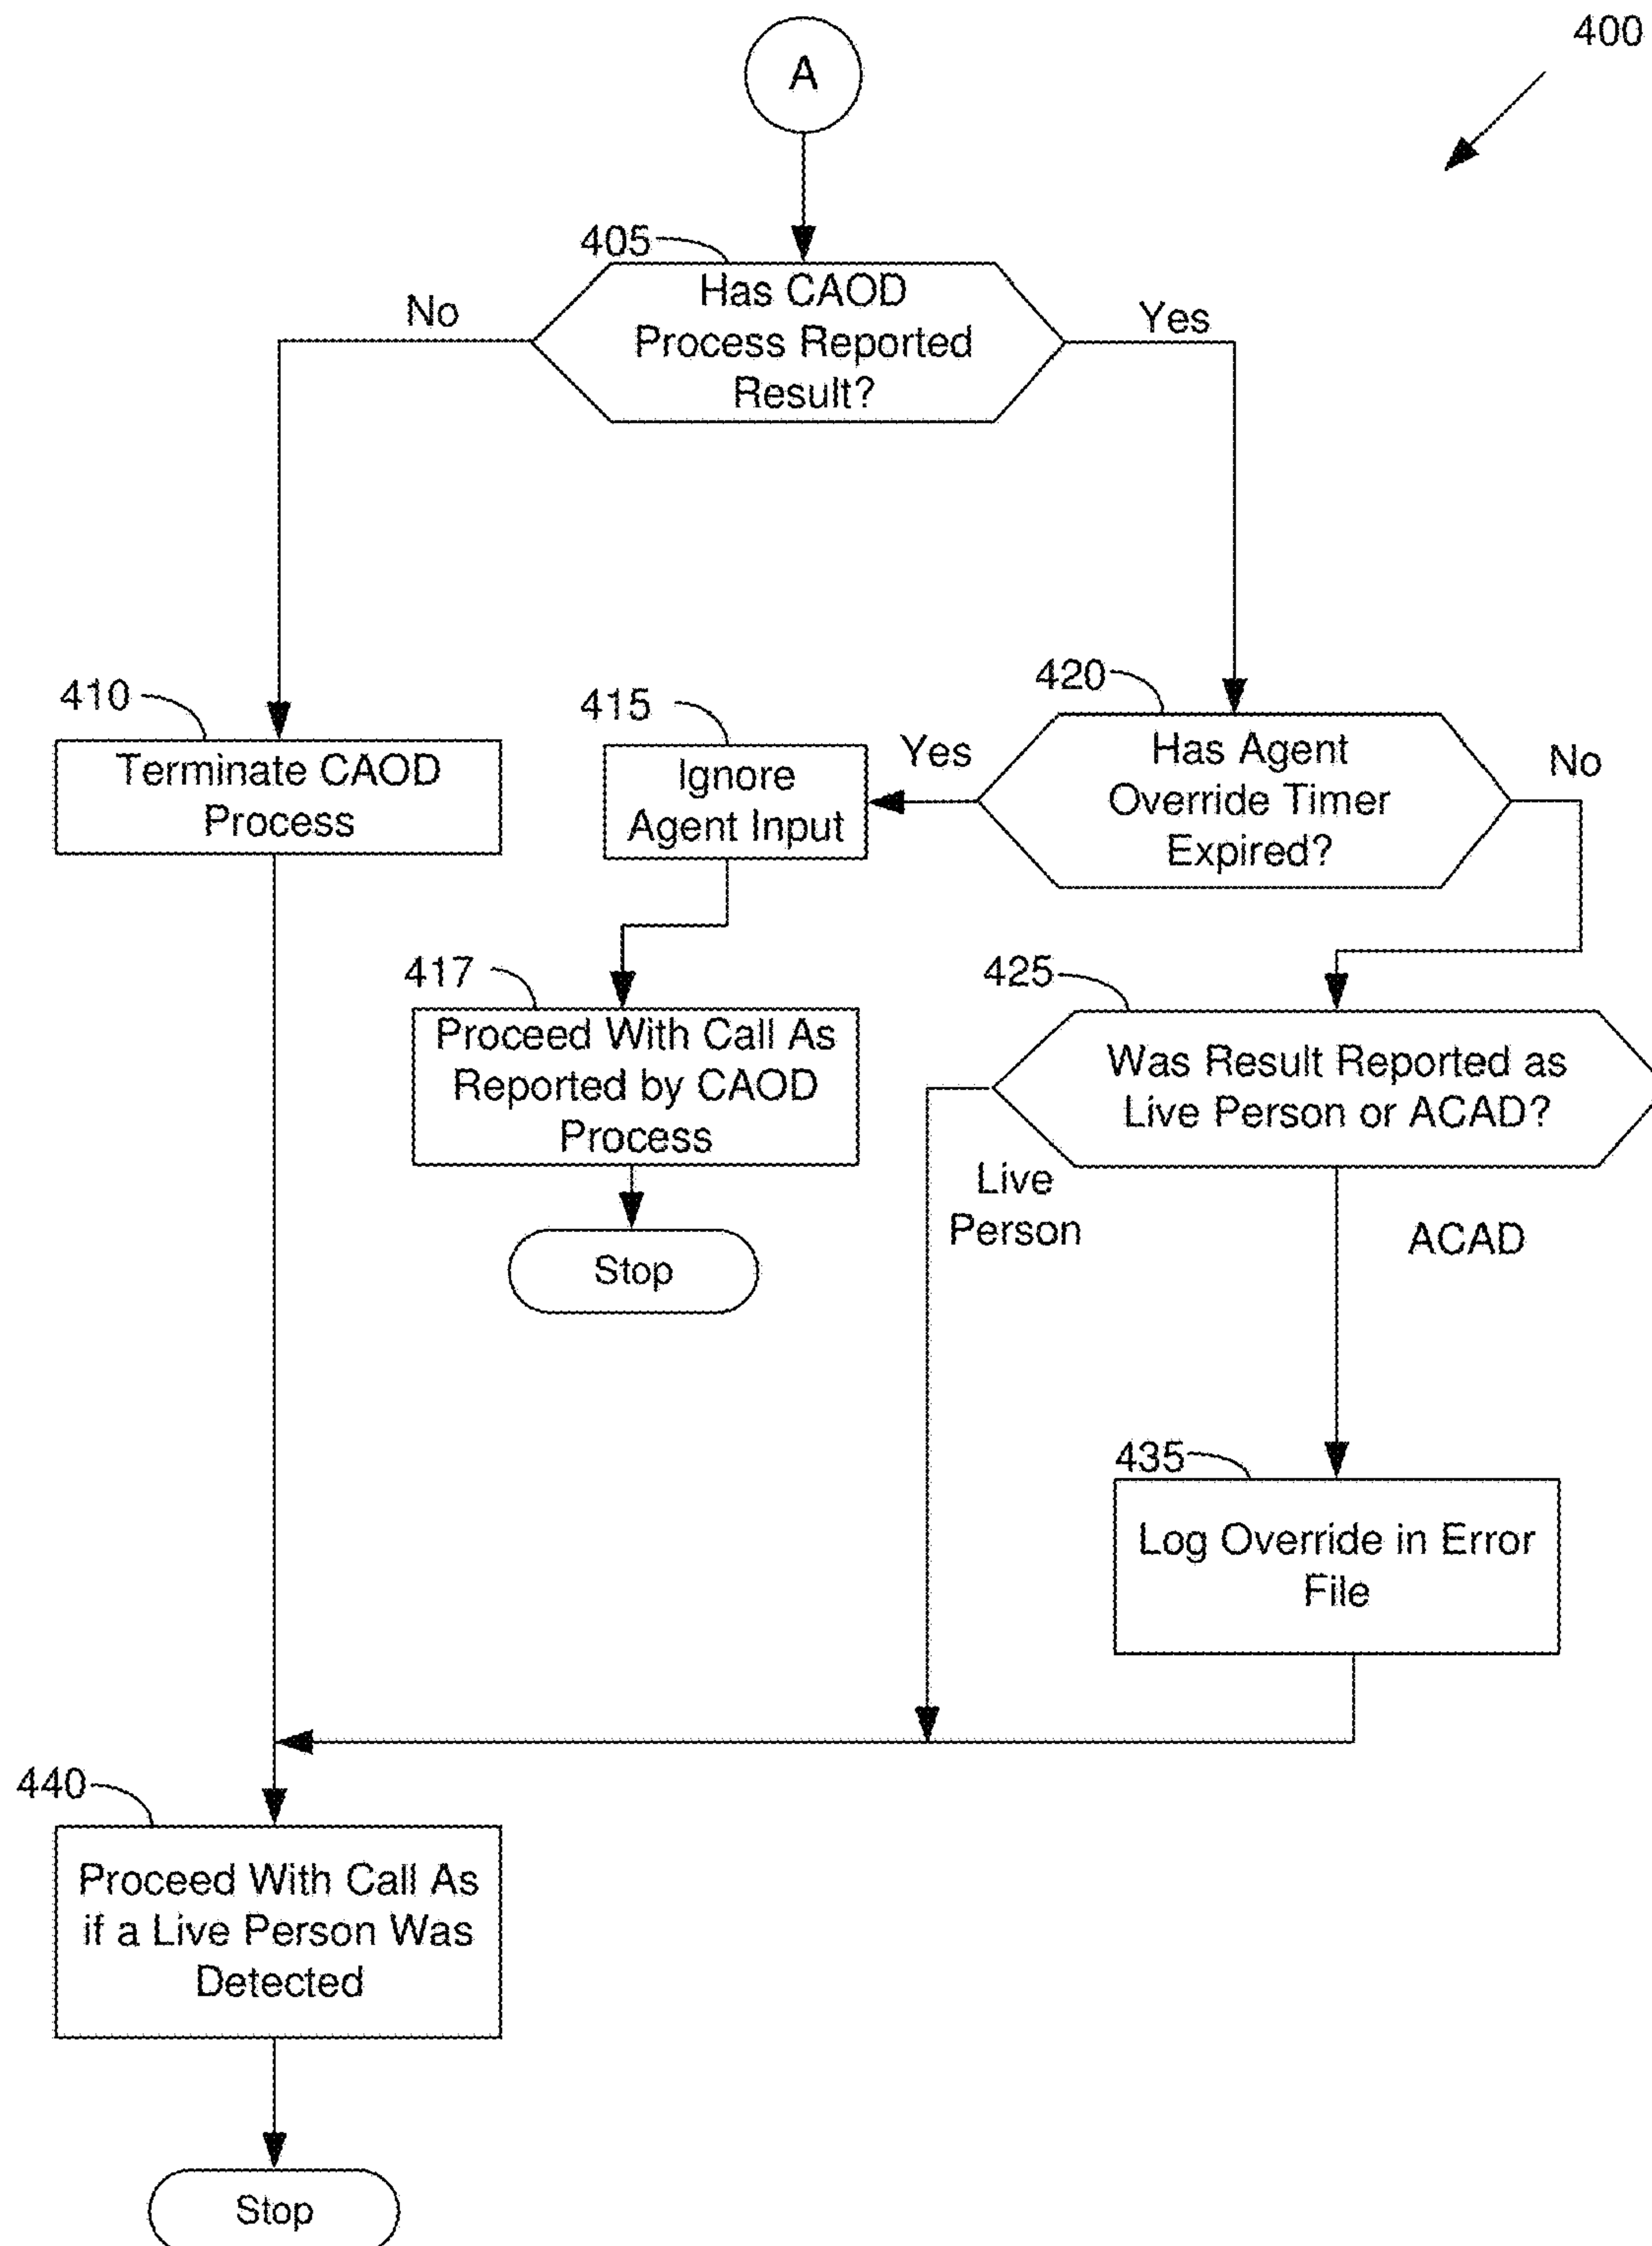 400
A
405
Has CAOD
Process Reported
Result?
No
Yes
410
Terminate CAOD
Process
415
Ignore
Agent Input
Yes
420
Has Agent
Override Timer
Expired?
No
417
Proceed With Call As
Reported by CAOD
Process
Stop
425
Was Result Reported as
Live Person or ACAD?
Live
Person
ACAD
435
Log Override in Error
File
440
Proceed With Call As
if a Live Person Was
Detected
Stop